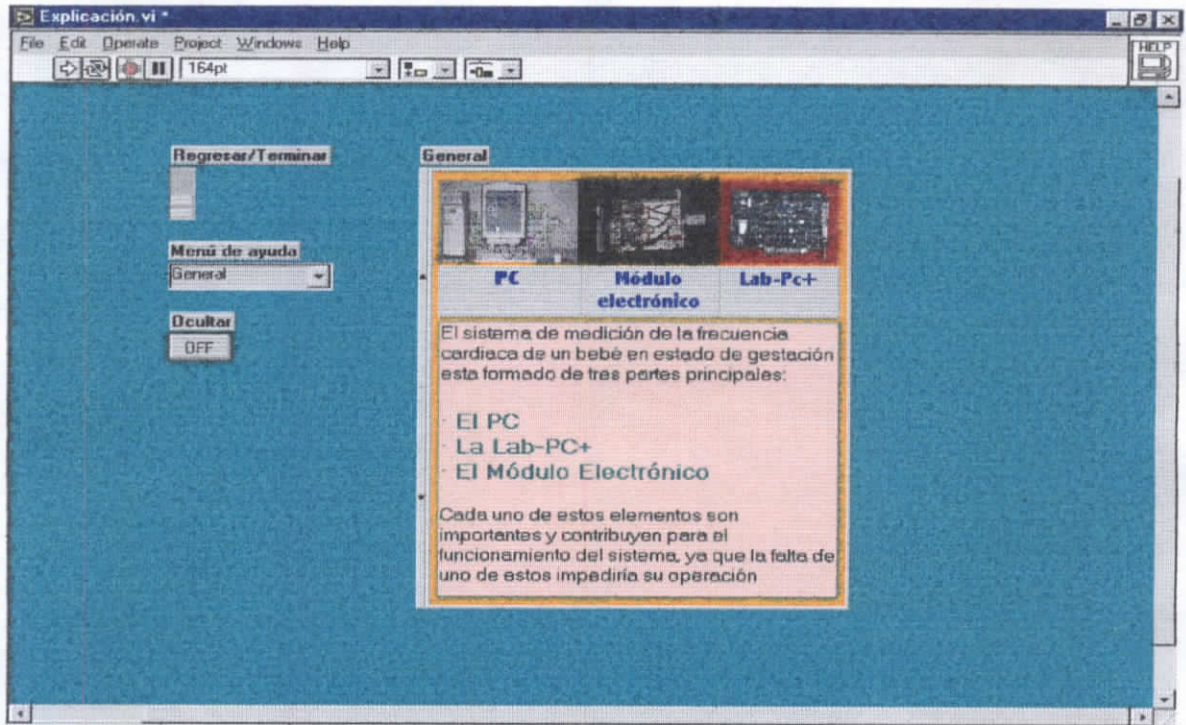 Explicación.vi *
File Edit Operate Project Windows Help
HELP
164pt
Regresar/Terminar
General
Menú de ayuda
General
Ocultar
OFF
PC
Módulo
electrónico
Lab-Pc+
El sistema de medición de la frecuencia
cardiaca de un bebé en estado de gestación
esta formado de tres partes principales:
· El PC
· La Lab-PC+
· El Módulo Electrónico
Cada uno de estos elementos son
importantes y contribuyen para el
funcionamiento del sistema, ya que la falta de
uno de estos impediría su operación